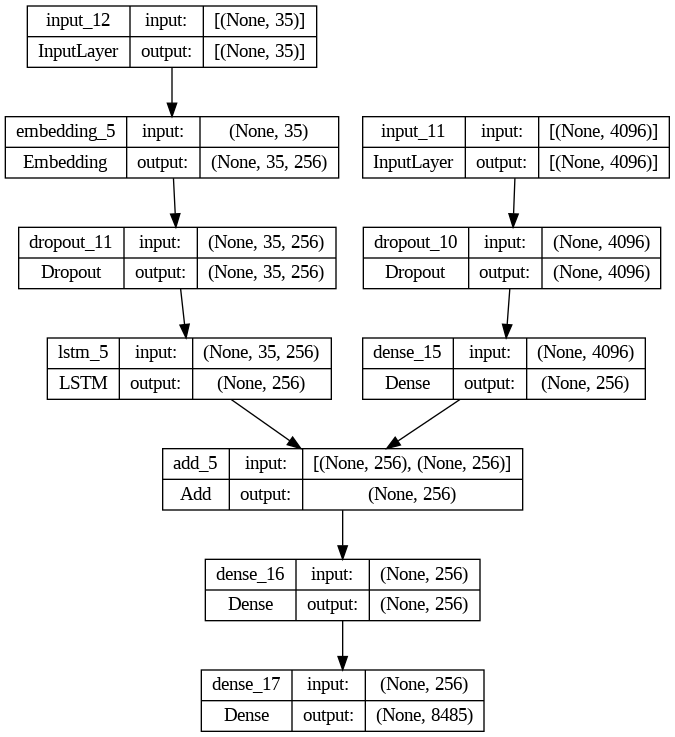 input_12 input: [(None, 35)]
InputLayer output: [(None, 35)]
embedding_5 input: (None, 35)
Embedding output: (None, 35, 256)
input_11 input: [(None, 4096)]
InputLayer output: [(None, 4096)]
dropout_11 input: (None, 35, 256)
Dropout output: (None, 35, 256)
dropout_10 input: (None, 4096)
Dropout output: (None, 4096)
lstm_5 input: (None, 35, 256)
LSTM output: (None, 256)
dense_15 input: (None, 4096)
Dense output: (None, 256)
add_5 input: [(None, 256), (None, 256)]
Add output: (None, 256)
dense_16 input: (None, 256)
Dense output: (None, 256)
dense_17 input: (None, 256)
Dense output: (None, 8485)